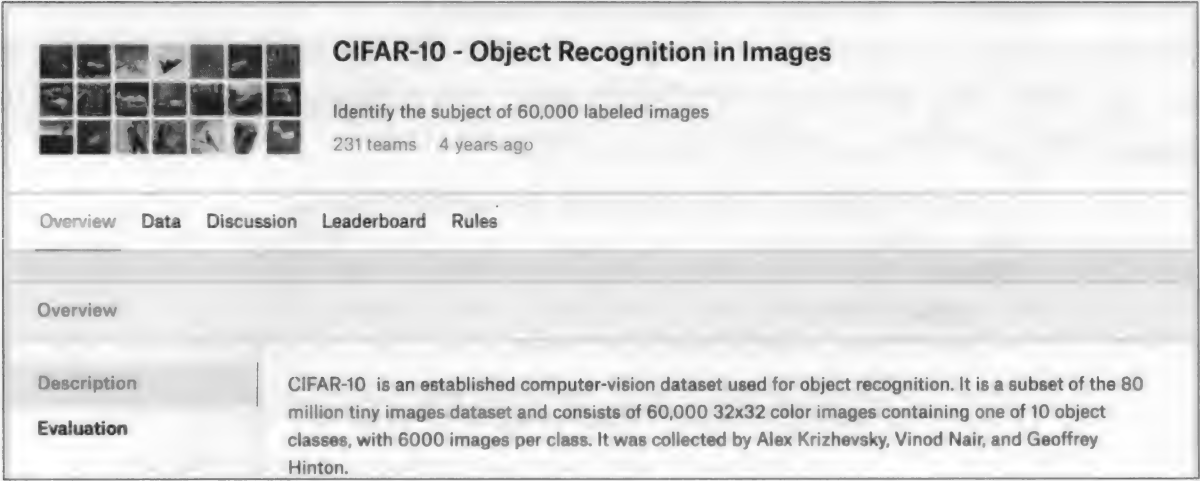 CIFAR-10 - Object Recognition in Images
Identify the subject of 60,000 labeled images
231 teams 4 years ago
Overview Data Discussion Leaderboard Rules
Overview
Description
Evaluation
CIFAR-10 is an established computer-vision dataset used for object recognition. It is a subset of the 80
million tiny images dataset and consists of 60,000 32x32 color images containing one of 10 object
classes, with 6000 images per class. It was collected by Alex Krizhevsky, Vinod Nair, and Geoffrey
Hinton.